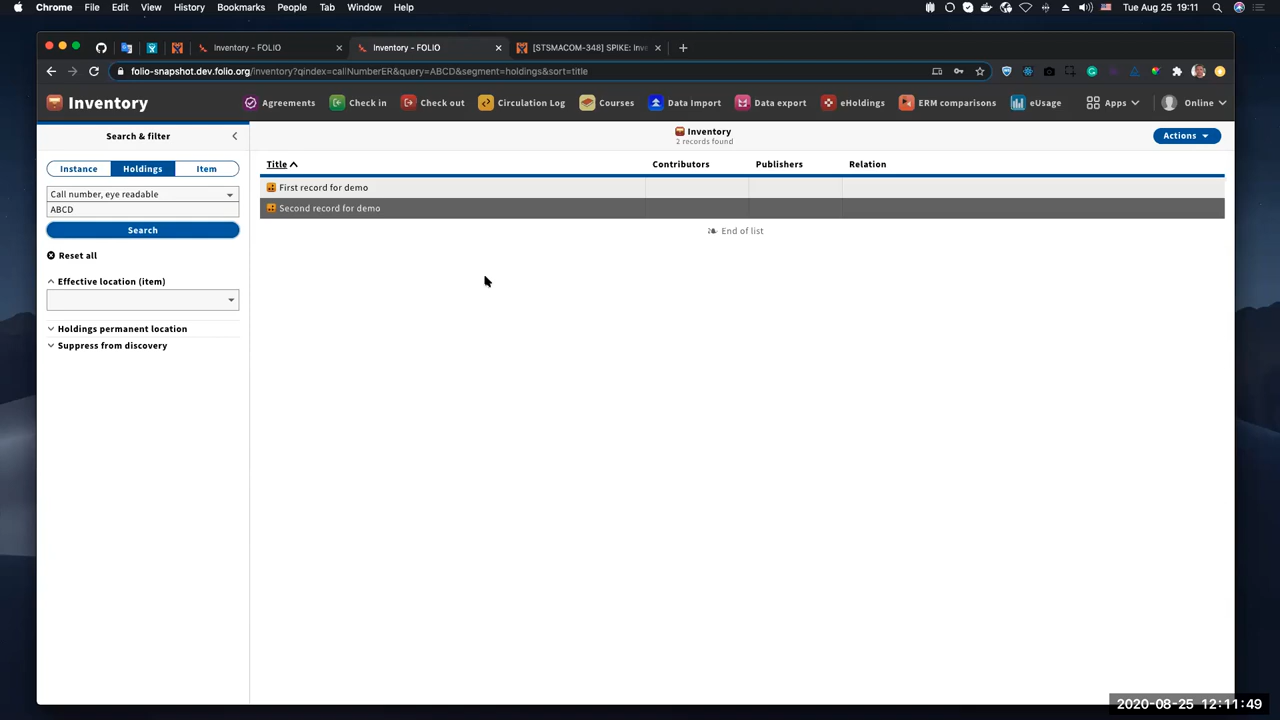 Chrome File Edit View History Bookmarks People Tab Window Help Tue Aug 25 19:11
Inventory - FOLIO Inventory - FOLIO [STSMACOM-348] SPIKE: Inve
folio-snapshot.dev.folio.org/inventory?qindex=callNumberER&query=ABCD&segment=holdings&sort=title
Inventory Agreements Check in Check out Circulation Log Courses Data Import Data export eHoldings ERM comparisons eUsage Apps Online
Search & filter
Inventory
2 records found
Actions
Instance Holdings Item
Title Contributors Publishers Relation
Call number, eye readable
ABCD
Search
First record for demo
Second record for demo
End of list
Reset all
Effective location (item)
Holdings permanent location
Suppress from discovery
2020-08-25 12:11:49